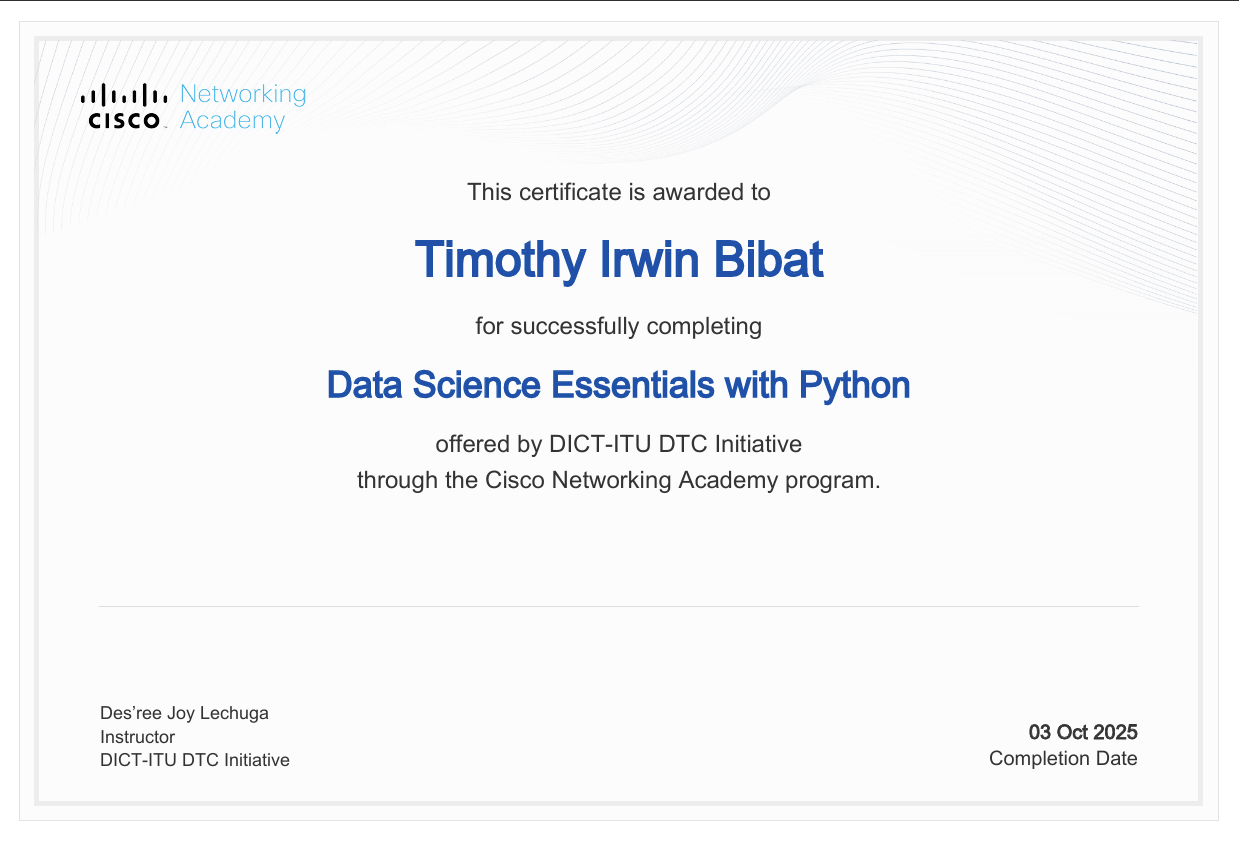 Networking
Academy
CISCO
This certificate is awarded to
Timothy Irwin Bibat
for successfully completing
Data Science Essentials with Python
offered by DICT-ITU DTC Initiative
through the Cisco Networking Academy program.
Des’ree Joy Lechuga
Instructor
DICT-ITU DTC Initiative
03 Oct 2025
Completion Date